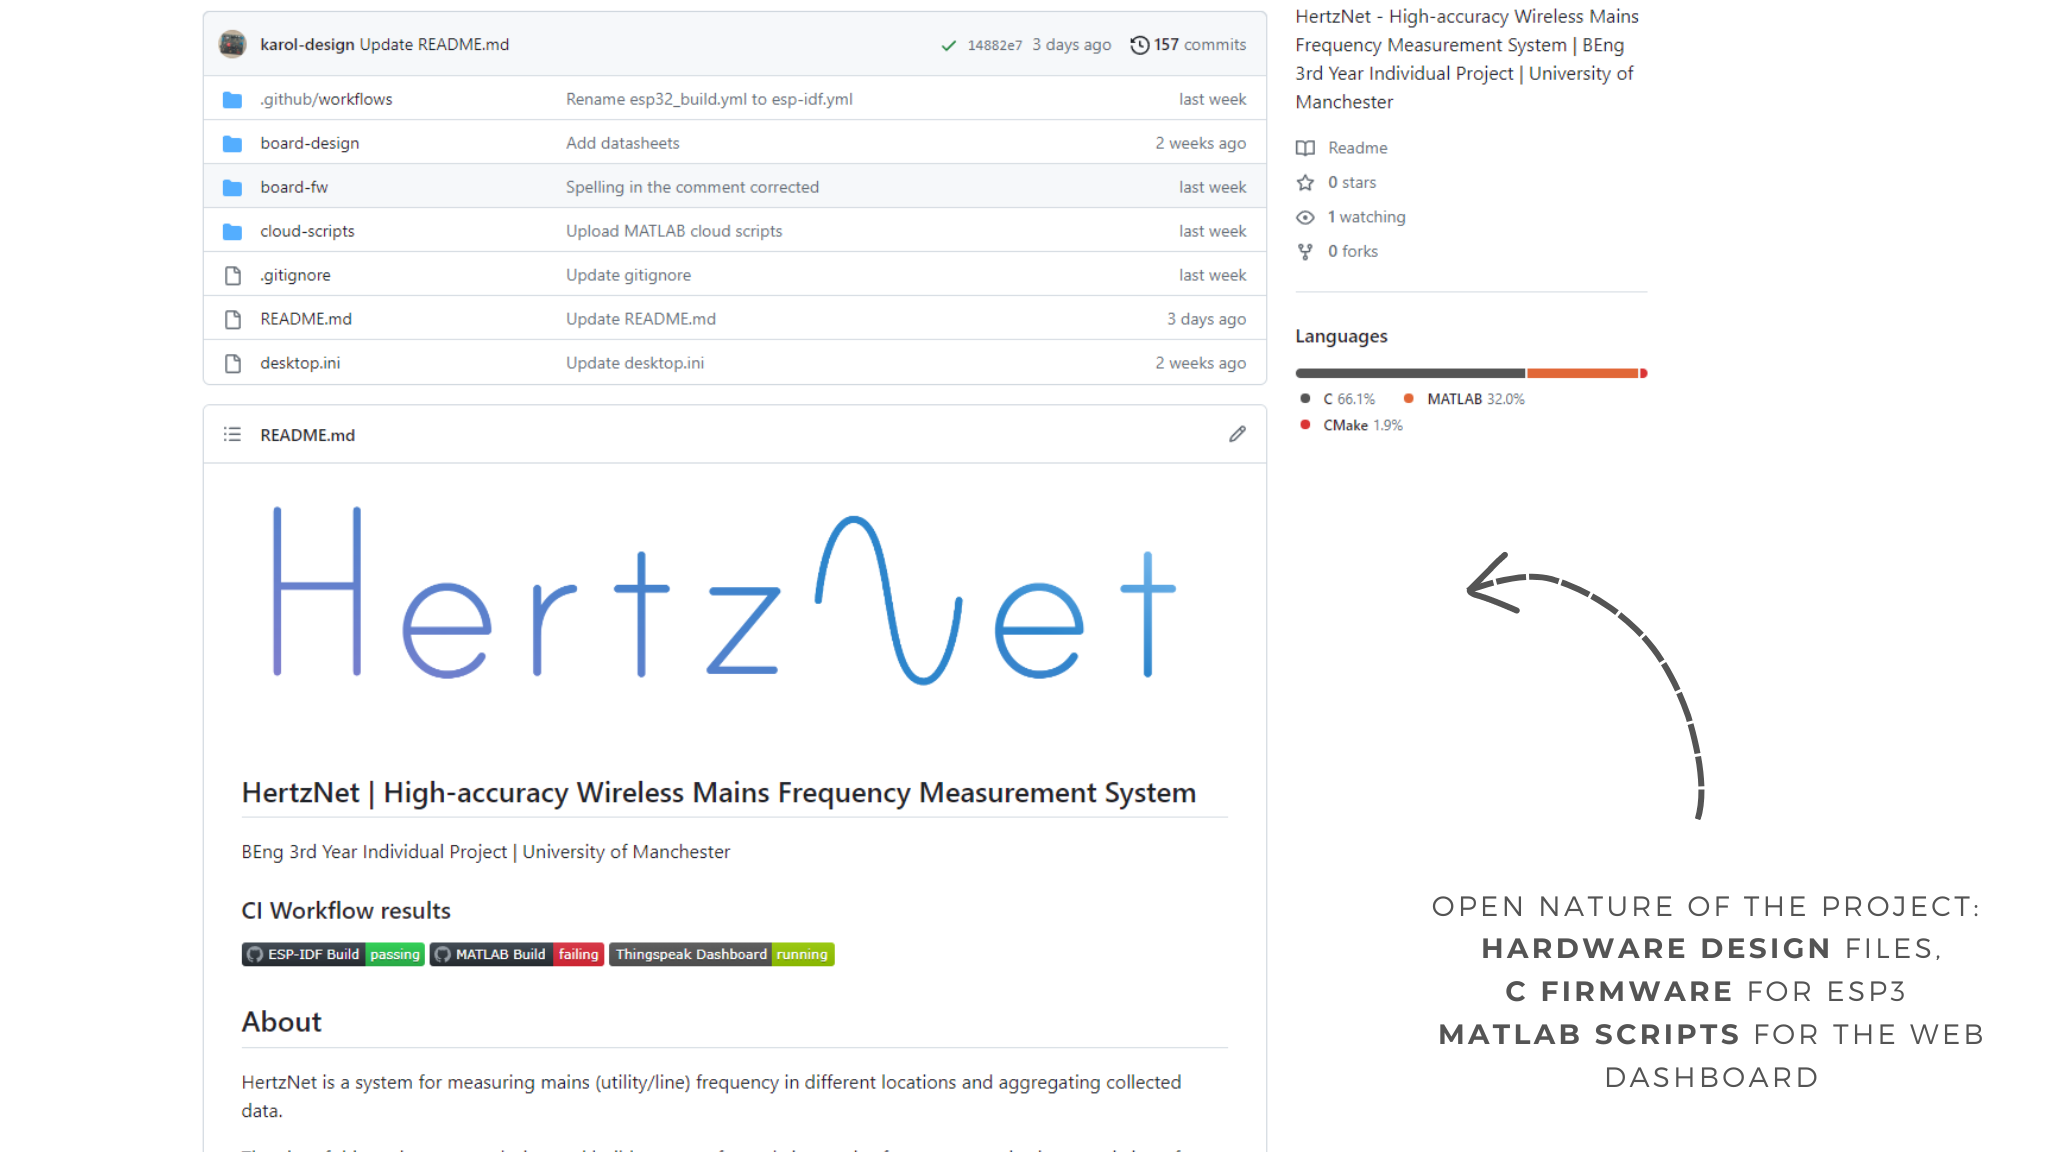 karol-design Update README.md 14882e7 3 days ago 157 commits
.github/workflows Rename esp32_build.yml to esp-idf.yml last week
board-design Add datasheets 2 weeks ago
board-fw Spelling in the comment corrected last week
cloud-scripts Upload MATLAB cloud scripts last week
.gitignore Update gitignore last week
README.md Update README.md 3 days ago
desktop.ini Update desktop.ini 2 weeks ago
README.md
HertzNet
HertzNet | High-accuracy Wireless Mains Frequency Measurement System
BEng 3rd Year Individual Project | University of Manchester
CI Workflow results
ESP-IDF Build passing MATLAB Build failing Thingspeak Dashboard running
About
HertzNet is a system for measuring mains (utility/line) frequency in different locations and aggregating collected
data.
HertzNet - High-accuracy Wireless Mains
Frequency Measurement System | BEng
3rd Year Individual Project | University of
Manchester
Readme
0 stars
1 watching
0 forks
Languages
C 66.1% MATLAB 32.0%
CMake 1.9%
OPEN NATURE OF THE PROJECT:
HARDWARE DESIGN FILES,
C FIRMWARE FOR ESP3
MATLAB SCRIPTS FOR THE WEB
DASHBOARD